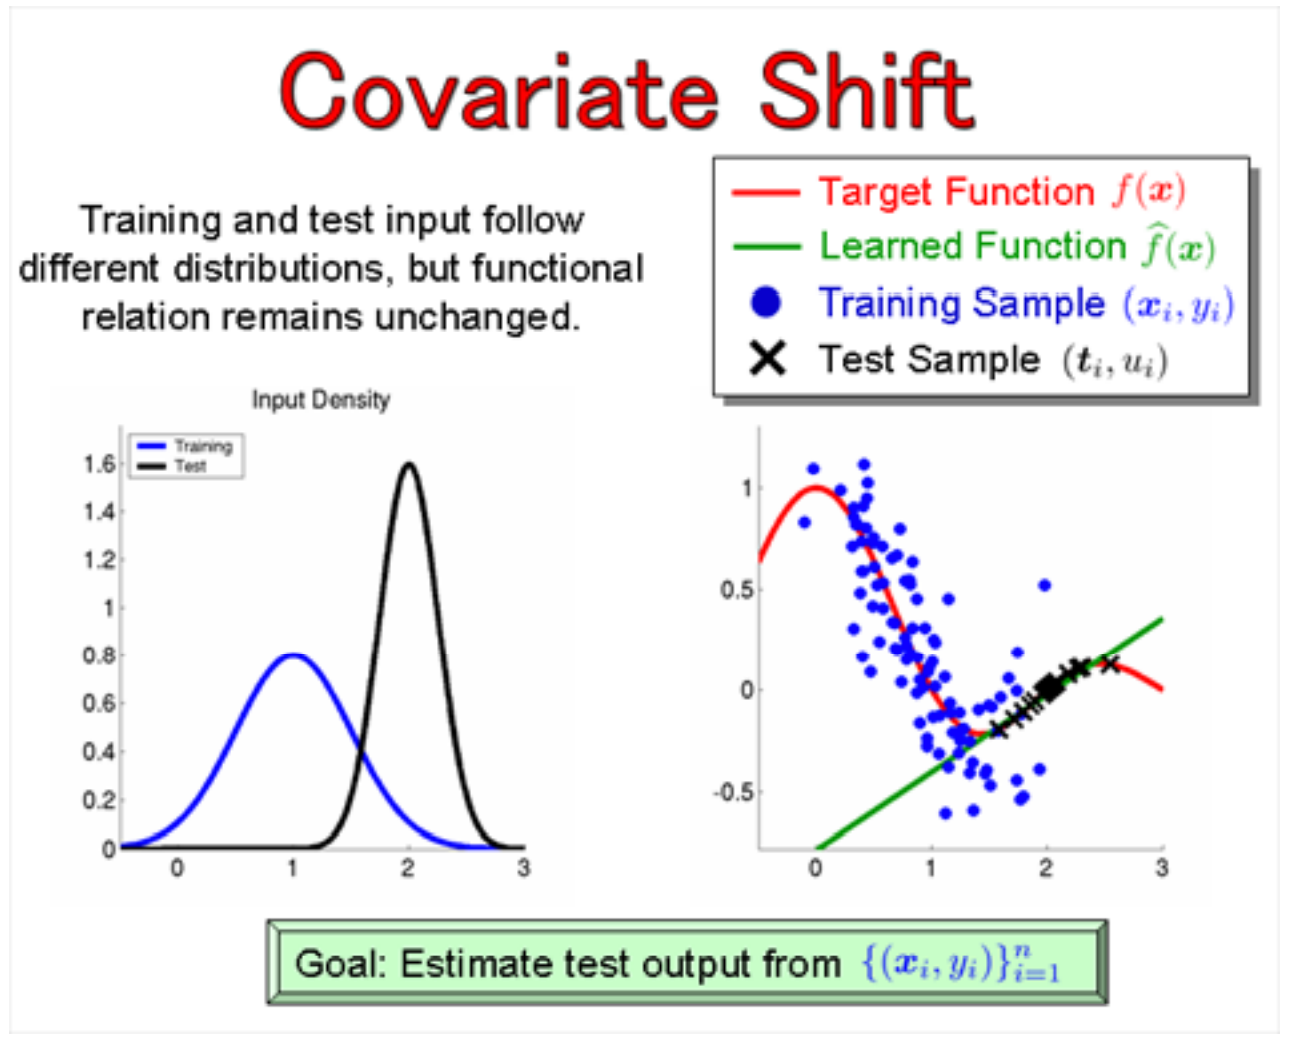 Covariate Shift
Training and test input follow
different distributions, but functional
relation remains unchanged.
Target Function f(x)
Learned Function f̂(x)
Training Sample (xᵢ, yᵢ)
Test Sample (tᵢ, uᵢ)
Input Density
Training
Test
1.6
1.4
1.2
1
0.8
0.6
0.4
0.2
0
0 1 2 3
1
0.5
0
-0.5
0 1 2 3
Goal: Estimate test output from {(xᵢ, yᵢ)}ⁿᵢ₌₁